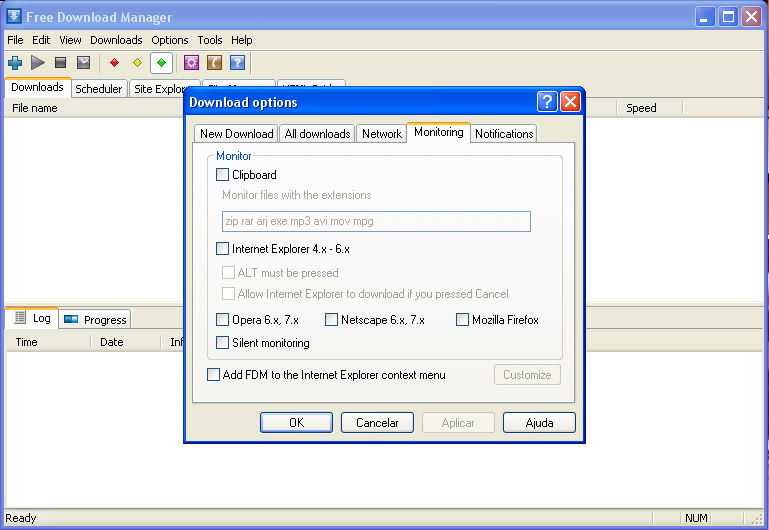 Free Download Manager
File Edit View Downloads Options Tools Help
Downloads Scheduler Site Explor
File name Speed
Download options
New Download All downloads Network Monitoring Notifications
Monitor
Clipboard
Monitor files with the extensions
zip rar arj exe mp3 avi mov mpg
Internet Explorer 4.x - 6.x
ALT must be pressed
Allow Internet Explorer to download if you pressed Cancel
Opera 6.x, 7.x Netscape 6.x, 7.x Mozilla Firefox
Silent monitoring
Add FDM to the Internet Explorer context menu Customize
OK Cancelar Aplicar Ajuda
Log Progress
Time Date Inf
Ready NUM